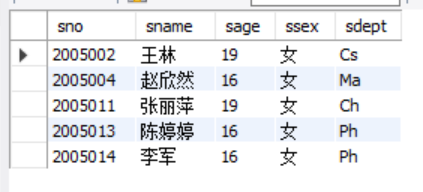 sno sname sage ssex sdept
2005002 王林 19 女 Cs
2005004 赵欣然 16 女 Ma
2005011 张丽萍 19 女 Ch
2005013 陈婷婷 16 女 Ph
2005014 李军 16 女 Ph